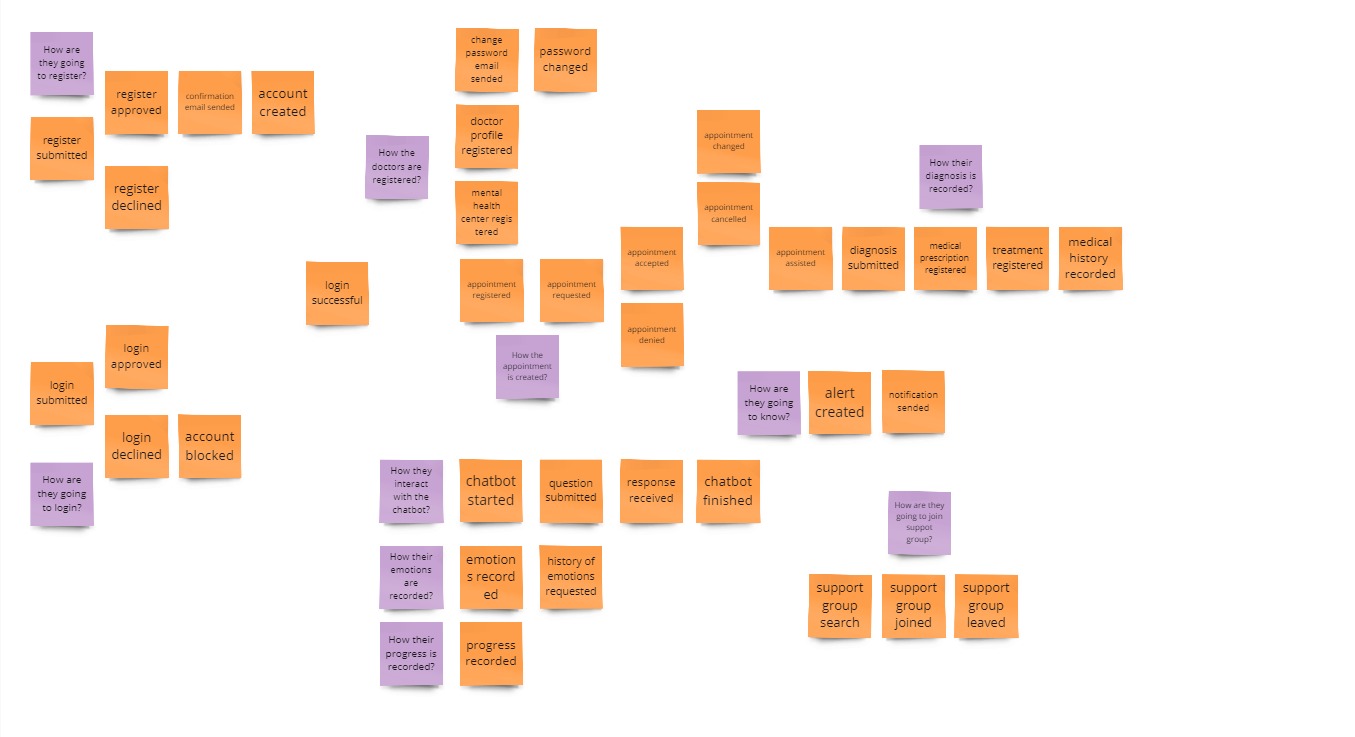 How are
they going
to register?
register
approved
confirmation
email sended
account
created
register
submitted
register
declined
login
successful
login
approved
login
submitted
login
declined
account
blocked
How are
they going
to login?
change
password
email
sended
password
changed
How the
doctors are
registered?
doctor
profile
registered
mental
health
center regis
tered
appointment
registered
appointment
requested
How the
appointment
is created?
appointment
accepted
appointment
denied
appointment
changed
appointment
cancelled
How their
diagnosis is
recorded?
appointment
assisted
diagnosis
submitted
medical
prescription
registered
treatment
registered
medical
history
recorded
How are
they going
to know?
alert
created
notification
sended
How they
interact
with the
chatbot?
chatbot
started
question
submitted
response
received
chatbot
finished
How their
emotions
are
recorded?
emotion
s record
ed
history of
emotions
requested
How their
progress is
recorded?
progress
recorded
How are they
going to join
suppot
group?
support
group
search
support
group
joined
support
group
leaved